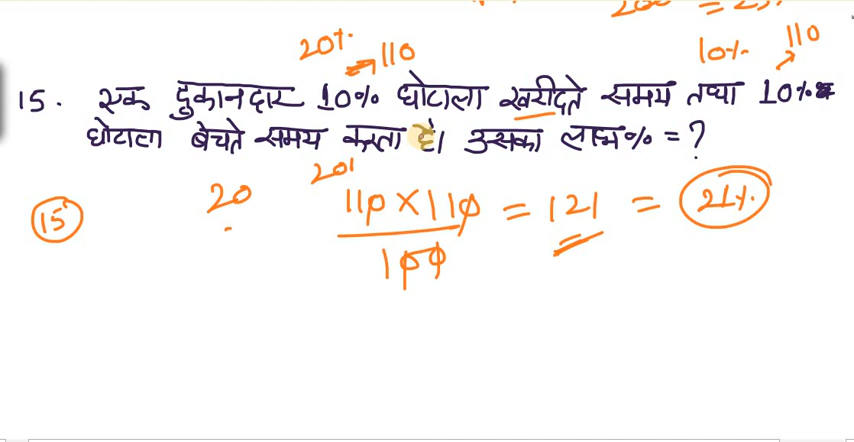 20% 110 10% 110
15. एक दुकानदार 10% घोटाला खरीदते समय तथा 10%
घोटाला बेचते समय करता है। उसका लाभ% = ?
15 20 201 110 × 110 = 121 = 21%
100